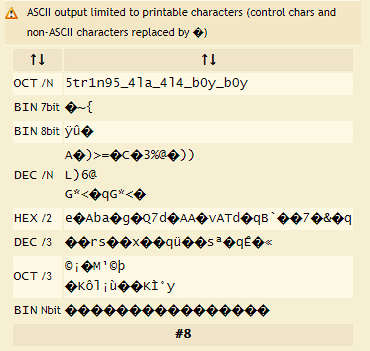 ASCII output limited to printable characters (control chars and
non-ASCII characters replaced by �)
↑↓ ↑↓
OCT /N 5tr1n95_4la_4l4_b0y_b0y
BIN 7bit �~{
BIN 8bit ÿû�
A�)>=�C�3%@�))
DEC /N L)6@
G*<�qG*<�
HEX /2 e�Aba�g�Q7d�AA�vATd�qB`��7�&�q
DEC /3 ��rs��x��qü��sª�qÉ�«
©¡�M¹©þ
OCT /3
�Kôl¡ù��KÌ˚y
BIN Nbit ��������������������
#8